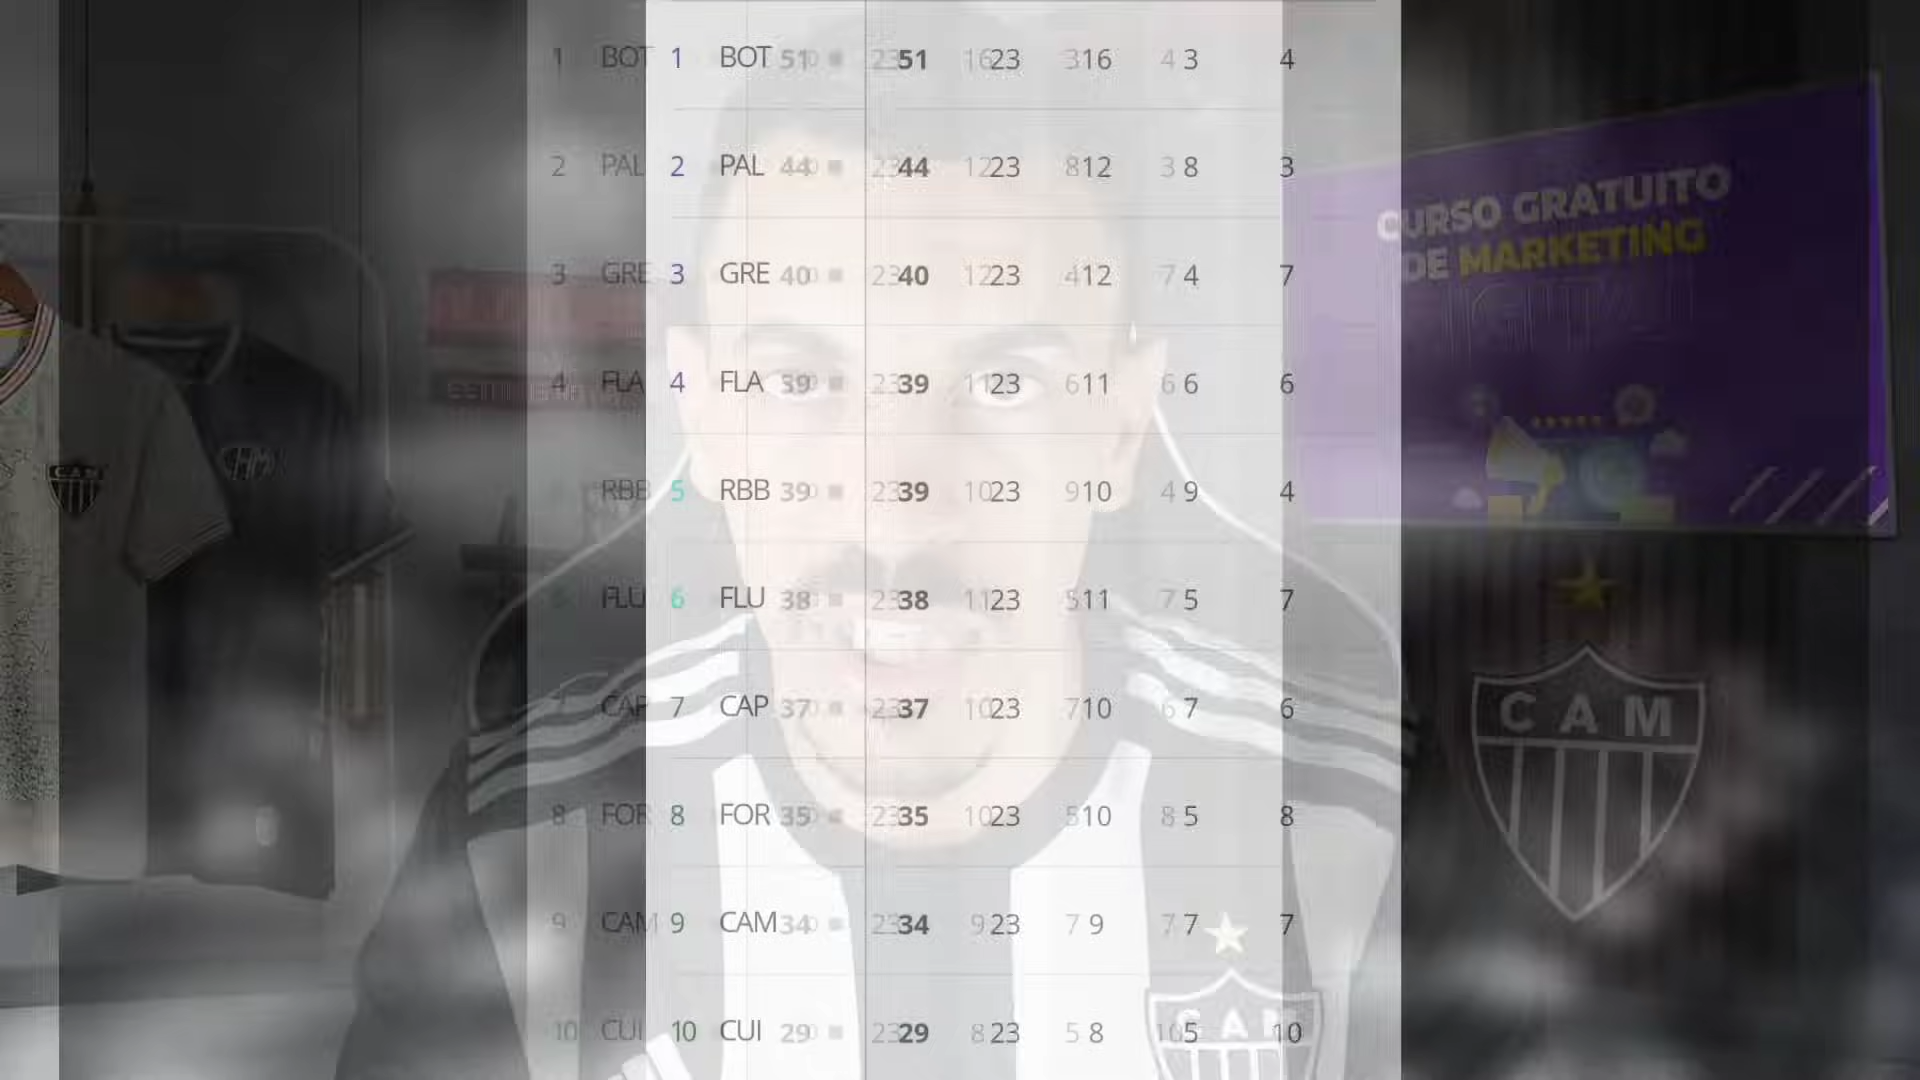 1 BOT 51 23 16 3 4
2 PAL 44 23 12 8 3
3 GRE 40 23 12 4 7
4 FLA 39 23 11 6 6
5 RBB 39 23 10 9 4
6 FLU 38 23 11 5 7
7 CAP 37 23 10 7 6
8 FOR 35 23 10 5 8
9 CAM 34 23 9 7 7
10 CUI 29 23 8 5 10
CURSO GRATUITO
DE MARKETING
CAM
CAM